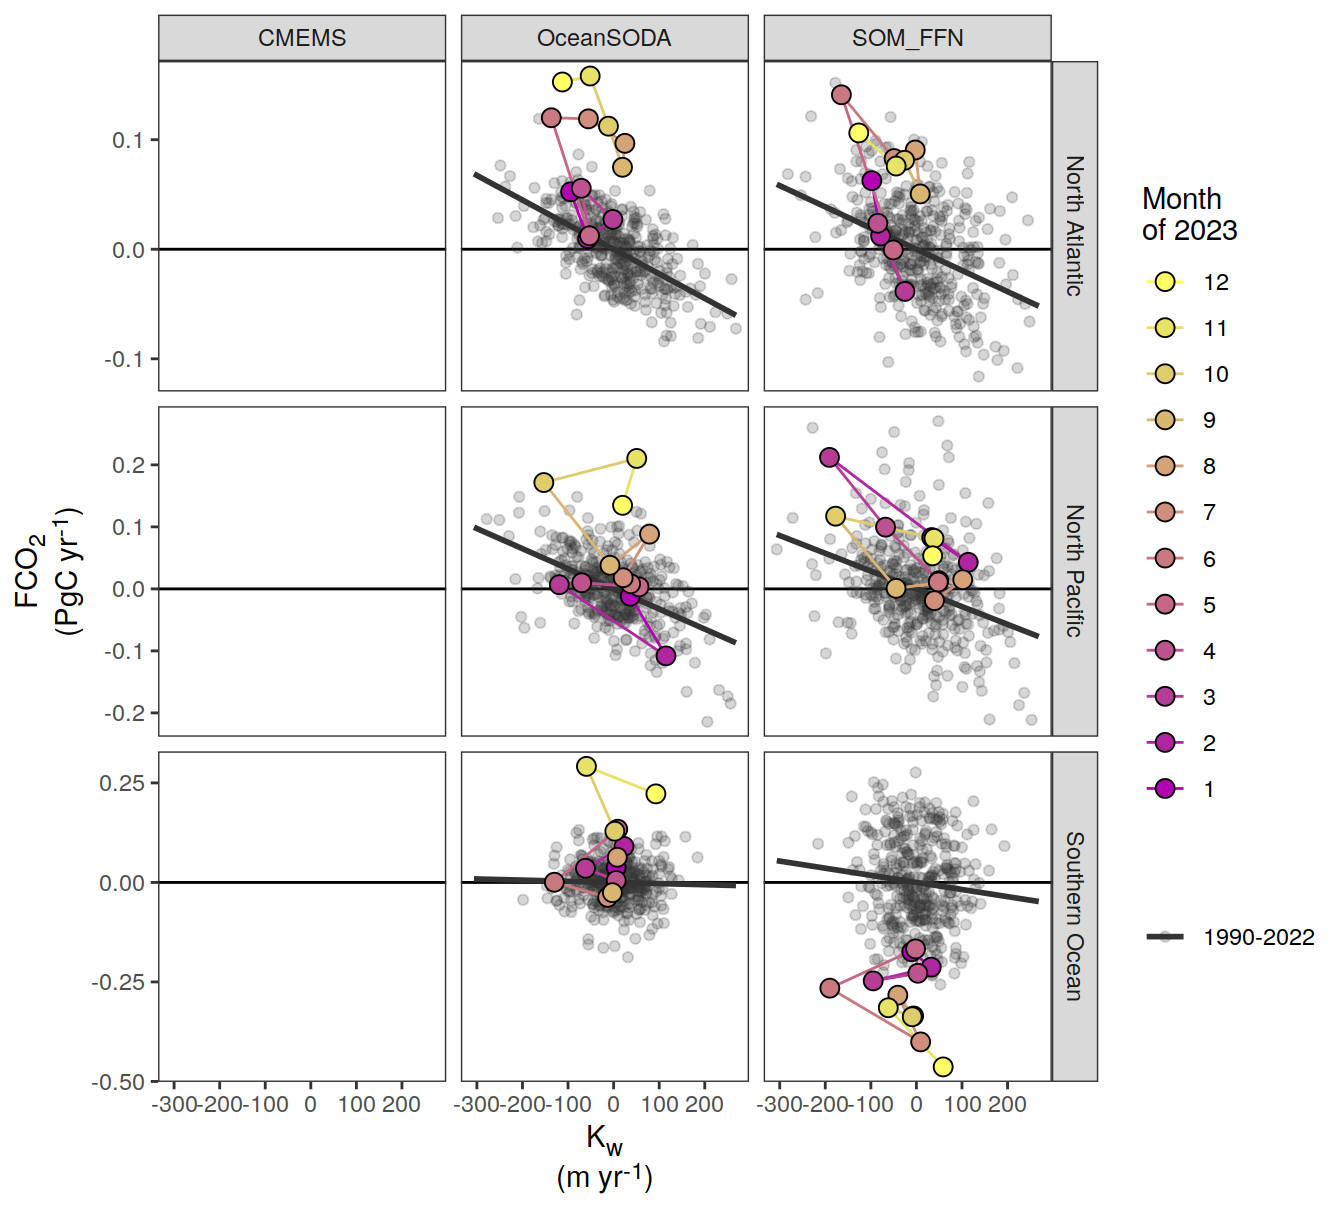 CMEMS OceanSODA SOM_FFN
0.1
0.0
-0.1
North Atlantic
0.2
0.1
0.0
-0.1
-0.2
North Pacific
0.25
0.00
-0.25
-0.50
Southern Ocean
-300 -200 -100 0 100 200 -300 -200 -100 0 100 200 -300 -200 -100 0 100 200
FCO2
(PgC yr-1)
Kw
(m yr-1)
Month
of 2023
12
11
10
9
8
7
6
5
4
3
2
1
1990-2022